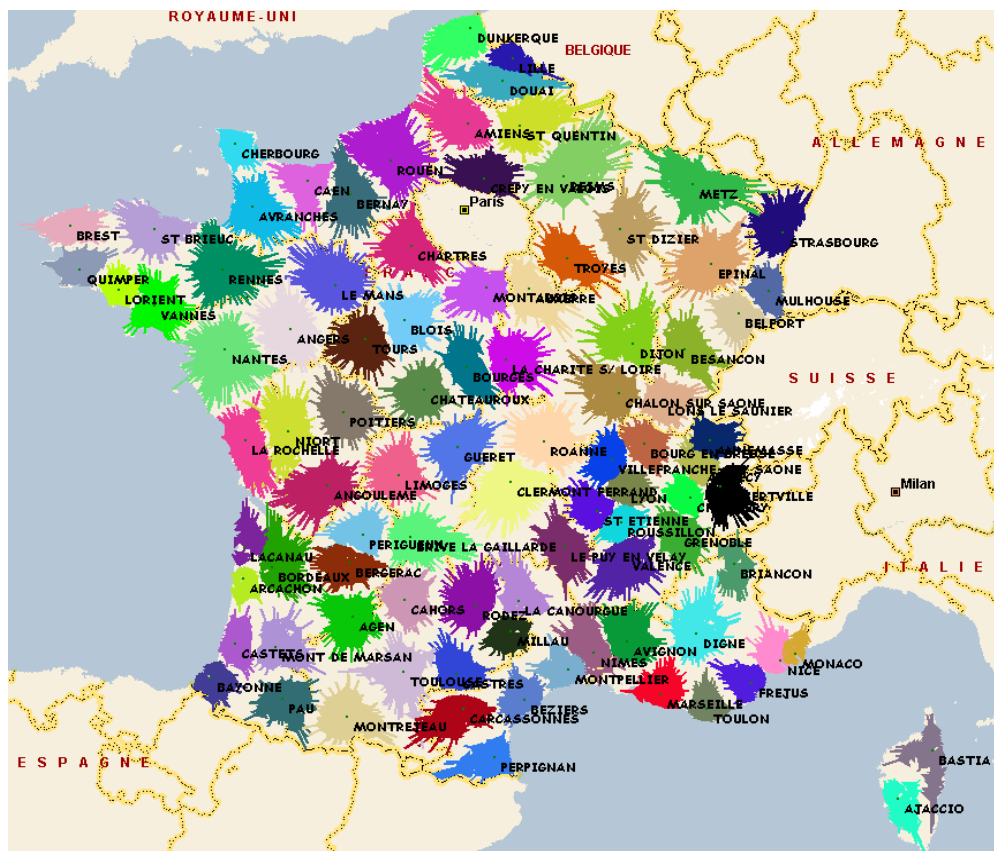 ROYAUME-UNI
DUNKERQUE
BELGIQUE
LILLE
DOUAI
AMIENS
ST QUENTIN
ALLEMAGNE
CHERBOURG
ROUEN
CAEN
CREPY EN VALOIS
REIMS
METZ
BERNAY
Paris
AVRANCHES
BREST
ST BRIEUC
ST DIZIER
STRASBOURG
CHARTRES
FRANC
TROYES
EPINAL
QUIMPER
RENNES
LE MANS
MONTARGIS
AUXERRE
MULHOUSE
LORIENT
VANNES
BELFORT
BLOIS
ANGERS
TOURS
NANTES
DIJON
BESANCON
LA CHARITE S/ LOIRE
BOURGES
SUISSE
CHATEAUROUX
CHALON SUR SAONE
LONS LE SAUNIER
POITIERS
NIORT
LA ROCHELLE
GUERET
ROANNE
BOURG EN BRESSE
ANNEMASSE
VILLEFRANCHE SAONE
CY
LIMOGES
ANGOULEME
CLERMONT FERRAND
LYON
ERTVILLE
Milan
ST ETIENNE
ROUSSILLON
GRENOBLE
PERIGUEUX
BRIVE LA GAILLARDE
LACANAU
LE PUY EN VELAY
VALENCE
BORDEAUX
BERGERAC
BRIANCON
ITALIE
ARCACHON
CAHORS
RODEZ
LA CANOURGUE
AGEN
MILLAU
CASTETS
MONT DE MARSAN
AVIGNON
DIGNE
NIMES
MONACO
NICE
TOULOUSE
CASTRES
MONTPELLIER
BAYONNE
FREJUS
PAU
BEZIERS
MARSEILLE
TOULON
MONTREJEAU
CARCASSONNES
ESPAGNE
PERPIGNAN
BASTIA
AJACCIO